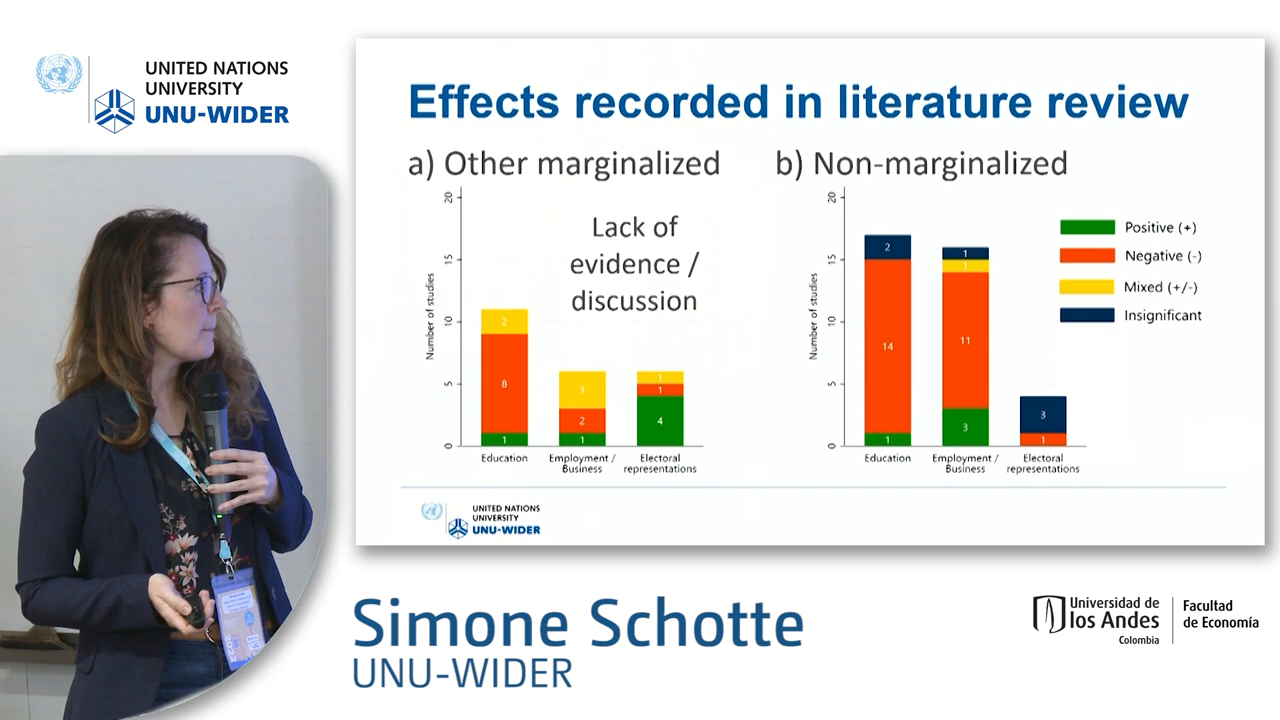 UNITED NATIONS
UNIVERSITY
UNU-WIDER
Effects recorded in literature review
a) Other marginalized
b) Non-marginalized
Lack of
evidence /
discussion
Number of studies
0
5
10
15
20
1
8
2
1
2
3
4
1
1
Education
Employment /
Business
Electoral
representations
Number of studies
0
5
10
15
20
1
14
2
3
11
1
1
1
3
Education
Employment /
Business
Electoral
representations
Positive (+)
Negative (-)
Mixed (+/-)
Insignificant
UNITED NATIONS
UNIVERSITY
UNU-WIDER
Simone Schotte
UNU-WIDER
Universidad de
los Andes
Colombia
Facultad
de Economía